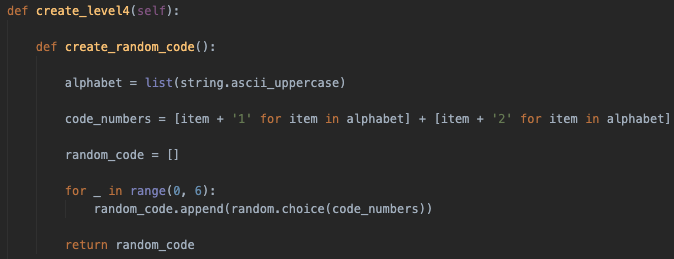 def create_level4(self):
def create_random_code():
alphabet = list(string.ascii_uppercase)
code_numbers = [item + '1' for item in alphabet] + [item + '2' for item in alphabet]
random_code = []
for _ in range(0, 6):
random_code.append(random.choice(code_numbers))
return random_code